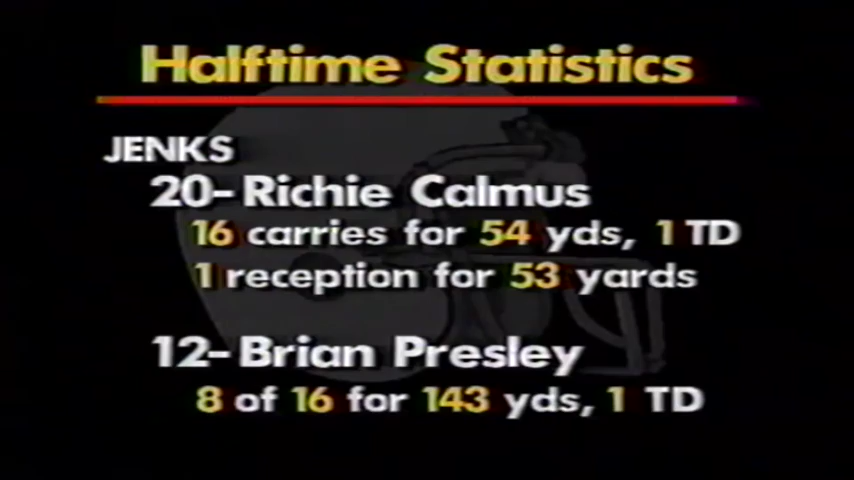 Halftime Statistics
JENKS
20-Richie Calmus
16 carries for 54 yds, 1 TD
1 reception for 53 yards
12-Brian Presley
8 of 16 for 143 yds, 1 TD